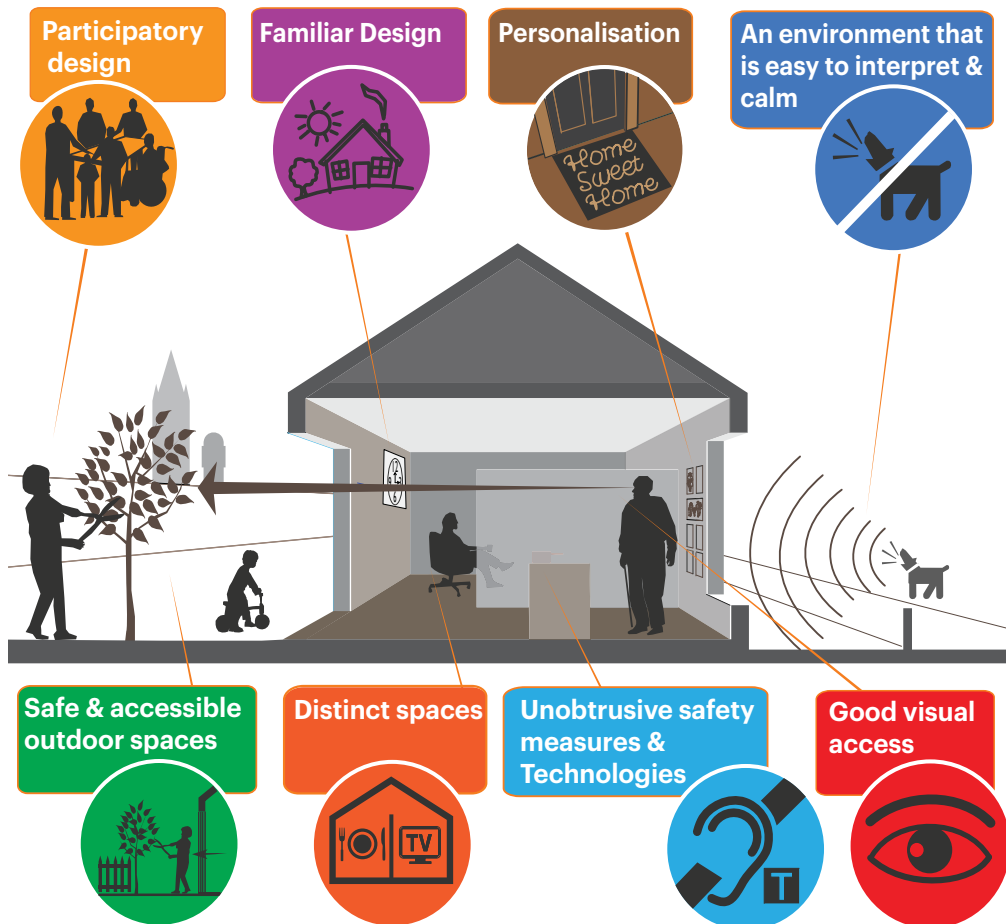 Participatory
design
Familiar Design
Personalisation
An environment that
is easy to interpret &
calm
Home
Sweet
Home
Safe & accessible
outdoor spaces
Distinct spaces
TV
Unobtrusive safety
measures &
Technologies
T
Good visual
access